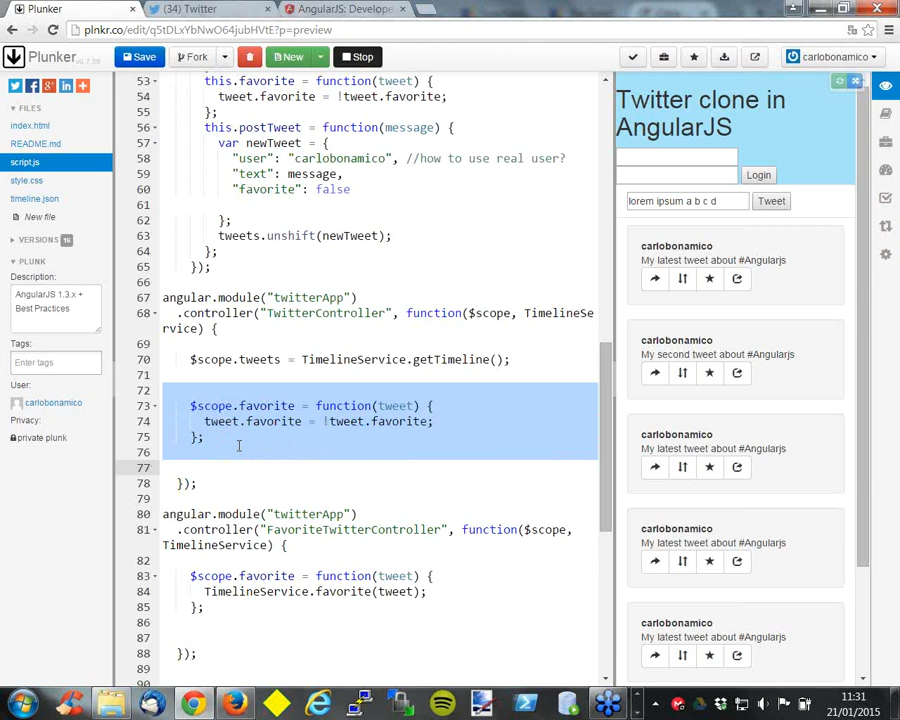 Plunker
(34) Twitter
AngularJS: Develope
plnkr.co/edit/q5tDLxYbNwO64jubHVtE?p=preview
Plunker v0.7.56
Save
Fork
New
Stop
carlobonamico
FILES
index.html
README.md
script.js
style.css
timeline.json
New file
VERSIONS 15
PLUNK
Description:
AngularJS 1.3.x +
Best Practices
Tags:
Enter tags
User:
carlobonamico
Privacy:
private plunk
53 this.favorite = function(tweet) {
54 tweet.favorite = !tweet.favorite;
55 };
56 this.postTweet = function(message) {
57 var newTweet = {
58 "user": "carlobonamico", //how to use real user?
59 "text": message,
60 "favorite": false
61
62 };
63 tweets.unshift(newTweet);
64 };
65 });
66
67 angular.module("twitterApp")
68 .controller("TwitterController", function($scope, TimelineSe
rvice) {
69
70 $scope.tweets = TimelineService.getTimeline();
71
72
73 $scope.favorite = function(tweet) {
74 tweet.favorite = !tweet.favorite;
75 };
76
77
78 });
79
80 angular.module("twitterApp")
81 .controller("FavoriteTwitterController", function($scope,
TimelineService) {
82
83 $scope.favorite = function(tweet) {
84 TimelineService.favorite(tweet);
85 };
86
87
88 });
89
90
Twitter clone in
AngularJS
Login
lorem ipsum a b c d
Tweet
carlobonamico
My latest tweet about #Angularjs
carlobonamico
My second tweet about #Angularjs
carlobonamico
My latest tweet about #Angularjs
carlobonamico
My latest tweet about #Angularjs
carlobonamico
My latest tweet about #Angularjs
11:31
21/01/2015